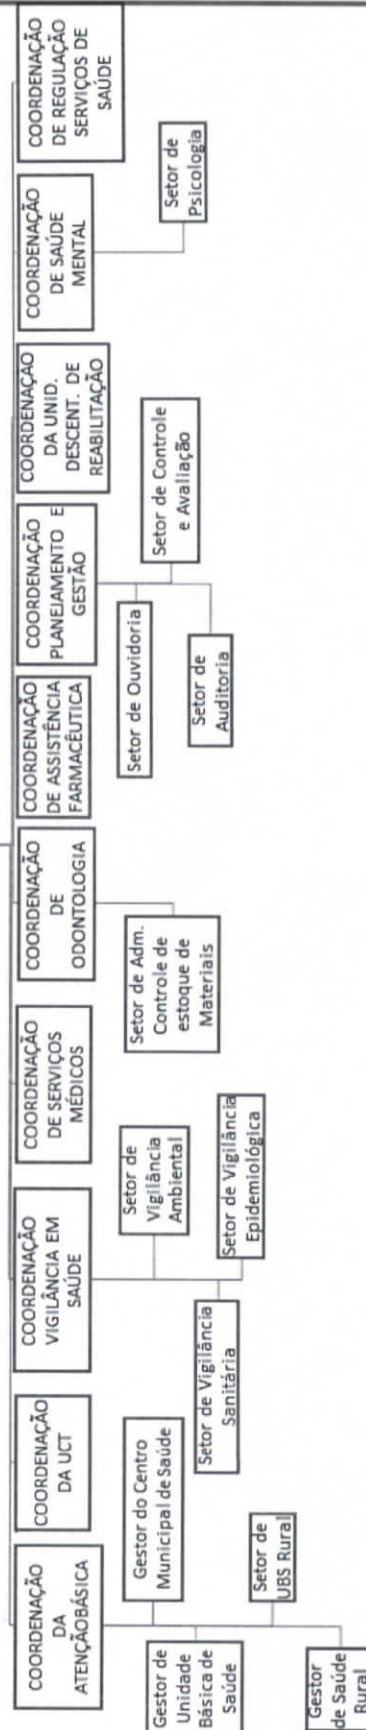 COORDENAÇÃO
DA
ATENÇÃOBÁSICA
Gestor do Centro
Municipal de Saúde
Gestor de
Unidade
Básica de
Saúde
Setor de
UBS Rural
Gestor
de Saúde
Rural
COORDENAÇÃO
DA UCT
COORDENAÇÃO
VIGILÂNCIA EM
SAÚDE
Setor de
Vigilância
Ambiental
Setor de Vigilância
Sanitária
Setor de Vigilância
Epidemiológica
COORDENAÇÃO
DE SERVIÇOS
MÉDICOS
COORDENAÇÃO
DE
ODONTOLOGIA
Setor de Adm.
Controle de
estoque de
Materiais
COORDENAÇÃO
DE ASSISTÊNCIA
FARMACÊUTICA
COORDENAÇÃO
PLANEJAMENTO E
GESTÃO
Setor de Ouvidoria
Setor de Controle
e Avaliação
Setor de
Auditoria
COORDENAÇÃO
DA UNID.
DESCENT. DE
REABILITAÇÃO
COORDENAÇÃO
DE SAÚDE
MENTAL
Setor de
Psicologia
COORDENAÇÃO
DE REGULAÇÃO
SERVIÇOS DE
SAÚDE